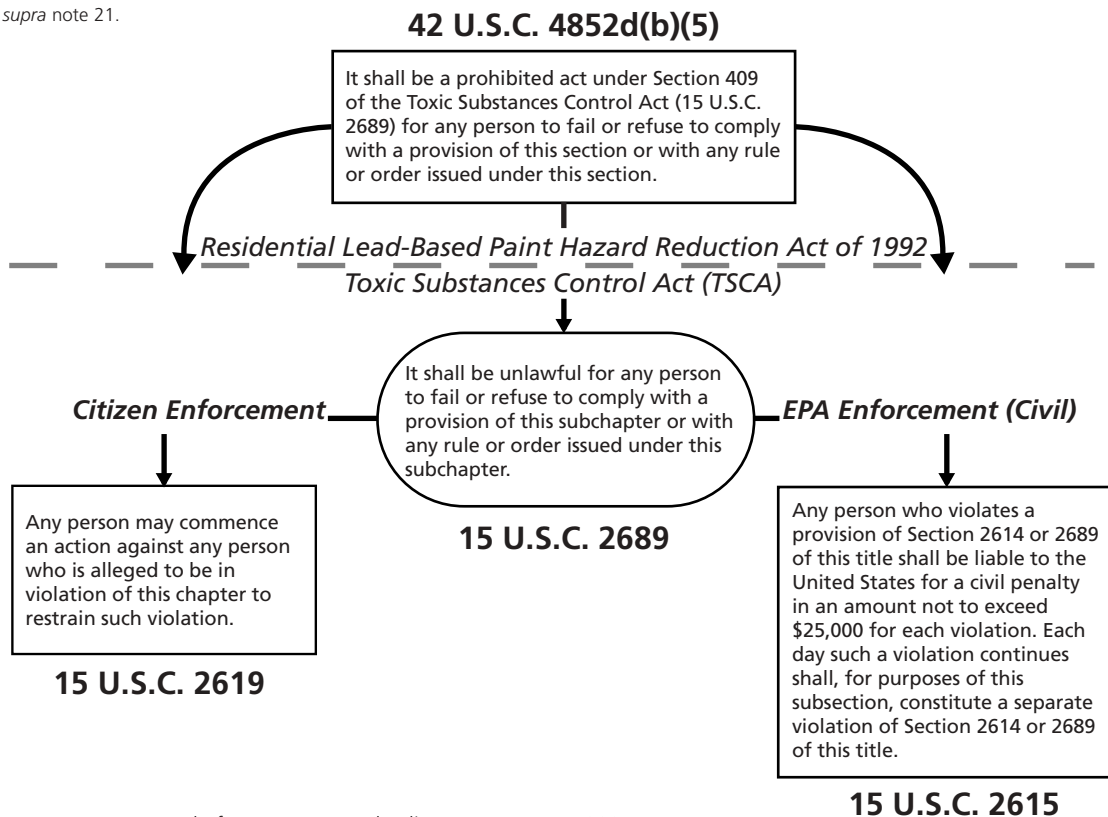 supra note 21.
42 U.S.C. 4852d(b)(5)
It shall be a prohibited act under Section 409
of the Toxic Substances Control Act (15 U.S.C.
2689) for any person to fail or refuse to comply
with a provision of this section or with any rule
or order issued under this section.
Residential Lead-Based Paint Hazard Reduction Act of 1992
Toxic Substances Control Act (TSCA)
It shall be unlawful for any person
to fail or refuse to comply with a
provision of this subchapter or with
any rule or order issued under this
subchapter.
15 U.S.C. 2689
Citizen Enforcement
Any person may commence
an action against any person
who is alleged to be in
violation of this chapter to
restrain such violation.
15 U.S.C. 2619
EPA Enforcement (Civil)
Any person who violates a
provision of Section 2614 or 2689
of this title shall be liable to the
United States for a civil penalty
in an amount not to exceed
$25,000 for each violation. Each
day such a violation continues
shall, for purposes of this
subsection, constitute a separate
violation of Section 2614 or 2689
of this title.
15 U.S.C. 2615